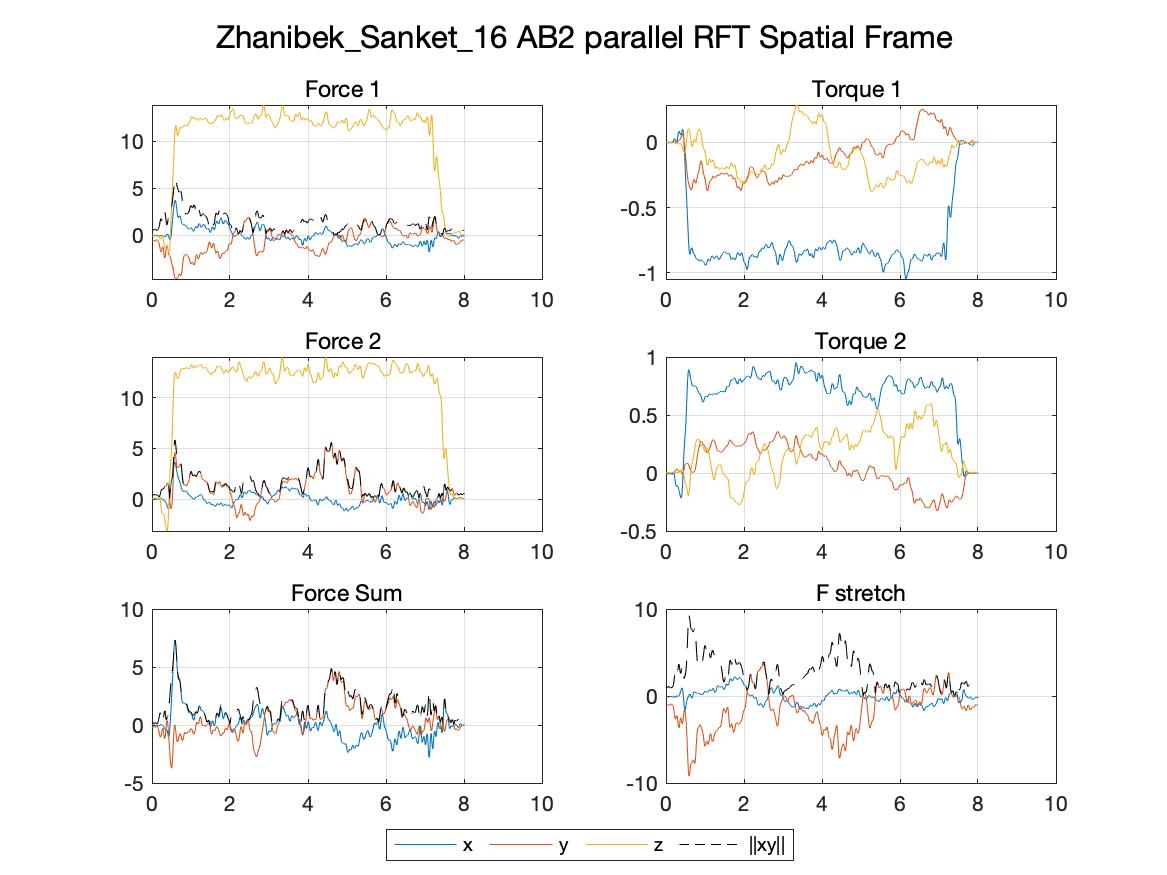 Zhanibek_Sanket_16 AB2 parallel RFT Spatial Frame
Force 1
10
5
0
0 2 4 6 8 10
Torque 1
0
-0.5
-1
0 2 4 6 8 10
Force 2
10
5
0
0 2 4 6 8 10
Torque 2
1
0.5
0
-0.5
0 2 4 6 8 10
Force Sum
10
5
0
-5
0 2 4 6 8 10
F stretch
10
0
-10
0 2 4 6 8 10
x y z ||xy||